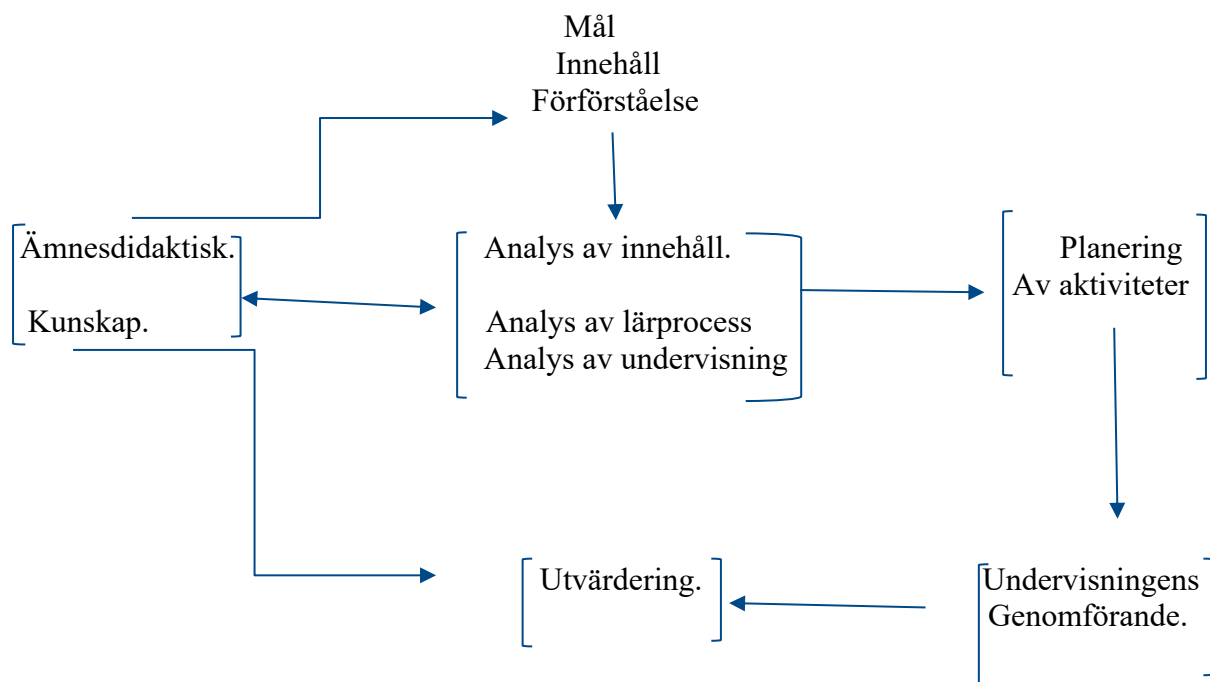 Mål
Innehåll
Förförståelse
Ämnesdidaktisk.
Kunskap.
Analys av innehåll.
Analys av lärprocess
Analys av undervisning
Planering
Av aktiviteter
Utvärdering.
Undervisningens
Genomförande.